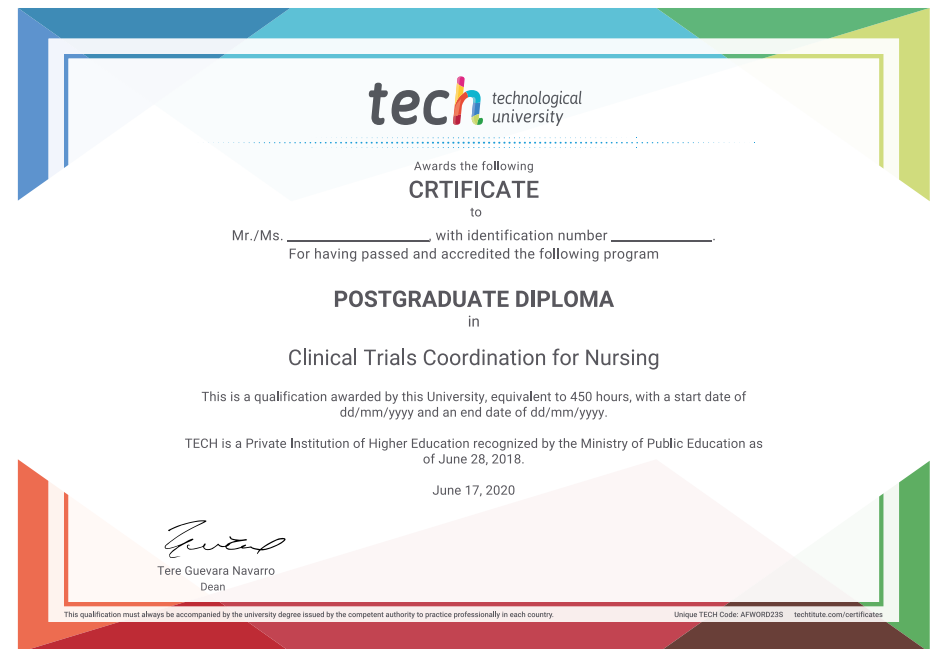 tech technological
university
Awards the following
CRTIFICATE
to
Mr./Ms. ____________, with identification number ____________.
For having passed and accredited the following program
POSTGRADUATE DIPLOMA
in
Clinical Trials Coordination for Nursing
This is a qualification awarded by this University, equivalent to 450 hours, with a start date of
dd/mm/yyyy and an end date of dd/mm/yyyy.
TECH is a Private Institution of Higher Education recognized by the Ministry of Public Education as
of June 28, 2018.
June 17, 2020
Tere Guevara Navarro
Dean
This qualification must always be accompanied by the university degree issued by the competent authority to practice professionally in each country. Unique TECH Code: AFWORD23S techtitute.com/certificates